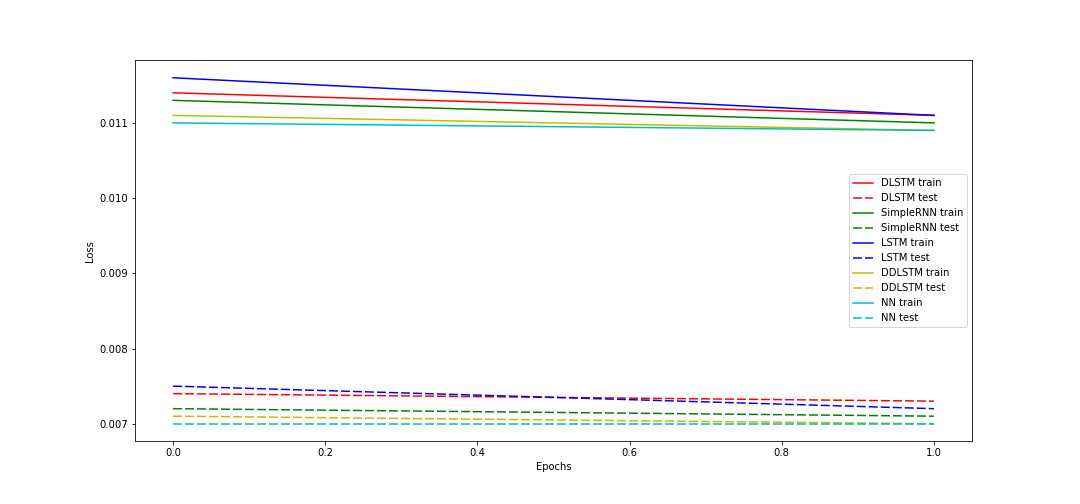 0.011
0.010
0.009
0.008
0.007
Loss
0.0
0.2
0.4
0.6
0.8
1.0
Epochs
DLSTM train
DLSTM test
SimpleRNN train
SimpleRNN test
LSTM train
LSTM test
DDLSTM train
DDLSTM test
NN train
NN test